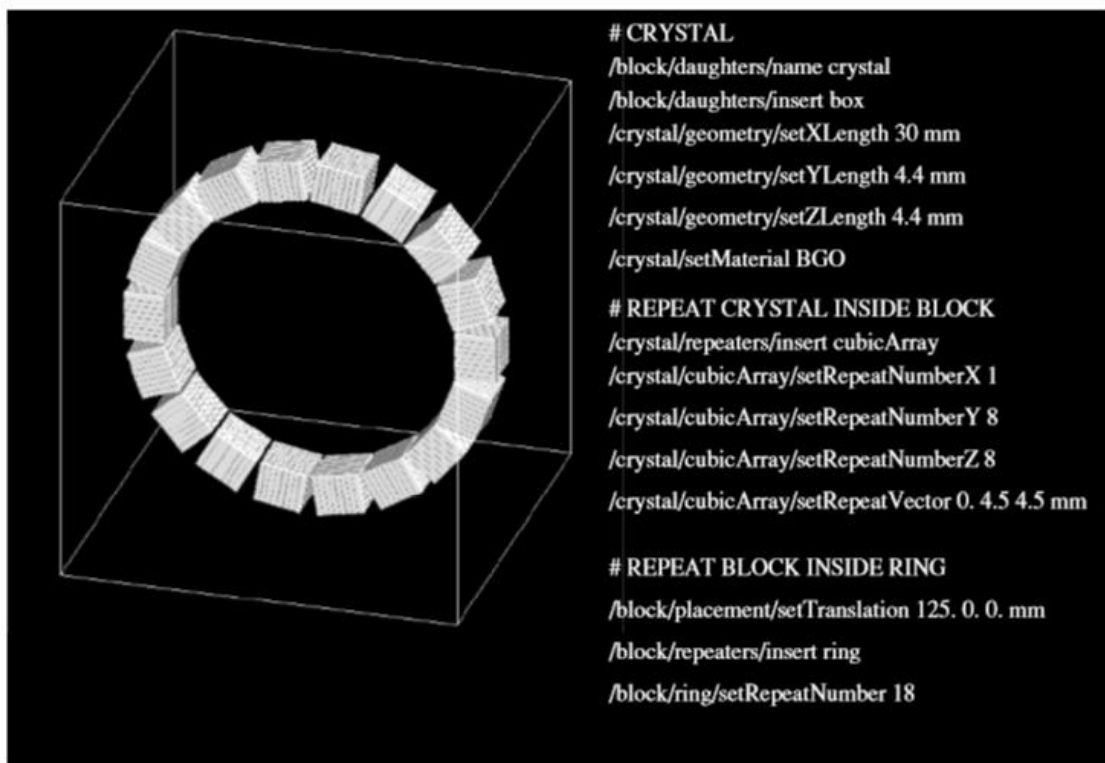 # CRYSTAL
/block/daughters/name crystal
/block/daughters/insert box
/crystal/geometry/setXLength 30 mm
/crystal/geometry/setYLength 4.4 mm
/crystal/geometry/setZLength 4.4 mm
/crystal/setMaterial BGO
# REPEAT CRYSTAL INSIDE BLOCK
/crystal/repeaters/insert cubicArray
/crystal/cubicArray/setRepeatNumberX 1
/crystal/cubicArray/setRepeatNumberY 8
/crystal/cubicArray/setRepeatNumberZ 8
/crystal/cubicArray/setRepeatVector 0. 4.5 4.5 mm
# REPEAT BLOCK INSIDE RING
/block/placement/setTranslation 125. 0. 0. mm
/block/repeaters/insert ring
/block/ring/setRepeatNumber 18